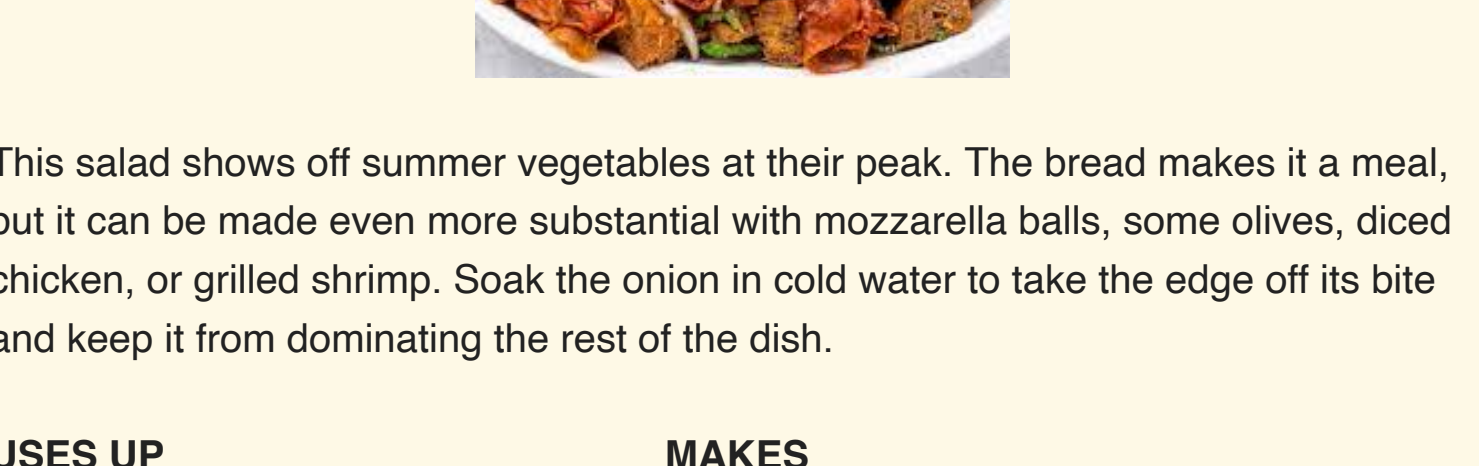 This salad shows off summer vegetables at their peak. The bread makes it a meal,
but it can be made even more substantial with mozzarella balls, some olives, diced
chicken, or grilled shrimp. Soak the onion in cold water to take the edge off its bite
and keep it from dominating the rest of the dish.
USES UP
MAKES